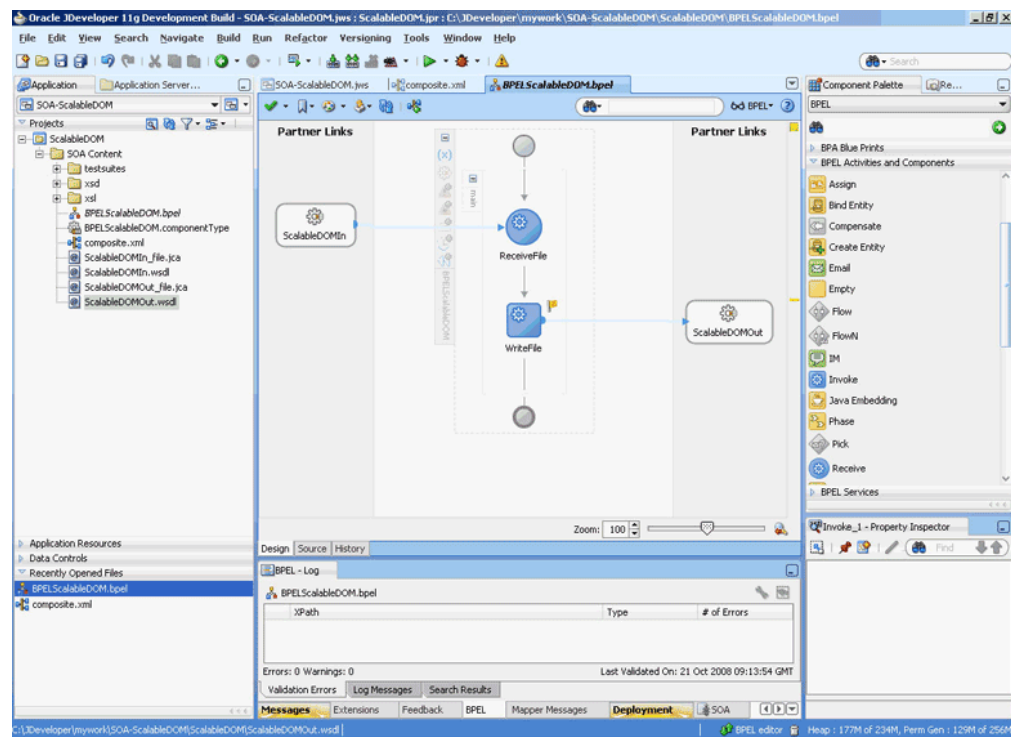 Oracle JDeveloper 11g Development Build - SOA-ScalableDOM.jws : ScalableDOM.jpr : C:\JDeveloper\mywork\SOA-ScalableDOM\ScalableDOM\BPELScalableDOM.bpel
File Edit View Search Navigate Build Run Refactor Versigning Tools Window Help
Search
Application
Application Server...
SOA-ScalableDOM
Projects
ScalableDOM
SOA Content
testsuites
xsd
xsl
BPELScalableDOM.bpel
BPELScalableDOM.componentType
composite.xml
ScalableDOMIn_file.jca
ScalableDOMIn.wsdl
ScalableDOMOut_file.jca
ScalableDOMOut.wsdl
Application Resources
Data Controls
Recently Opened Files
BPELScalableDOM.bpel
composite.xml
SOA-ScalableDOM.jws
composite.xml
BPELScalableDOM.bpel
BPEL
Partner Links
Partner Links
(x)
main
BPELScalableDOM
ScalableDOMIn
ReceiveFile
WriteFile
ScalableDOMOut
Zoom: 100
Design Source History
BPEL - Log
BPELScalableDOM.bpel
XPath Type # of Errors
Errors: 0 Warnings: 0
Last Validated On: 21 Oct 2008 09:13:54 GMT
Validation Errors Log Messages Search Results
Messages Extensions Feedback BPEL Mapper Messages Deployment SOA
Component Palette
Re...
BPEL
BPA Blue Prints
BPEL Activities and Components
Assign
Bind Entity
Compensate
Create Entity
Email
Empty
Flow
FlowN
IM
Invoke
Java Embedding
Phase
Pick
Receive
BPEL Services
Invoke_1 - Property Inspector
Find
C:\JDeveloper\mywork\SOA-ScalableDOM\ScalableDOM\ScalableDOMOut.wsdl
BPEL editor
Heap : 177M of 234M, Perm Gen : 129M of 256M